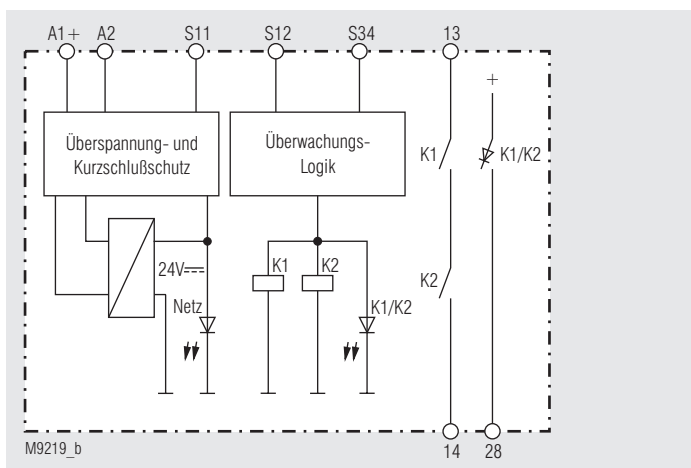 A1+ A2 S11 S12 S34 13
+
Überspannung- und
Kurzschlußschutz
Überwachungs-
Logik
K1
K1/K2
24V
K1
K2
K2
Netz
K1/K2
M9219_b
14 28